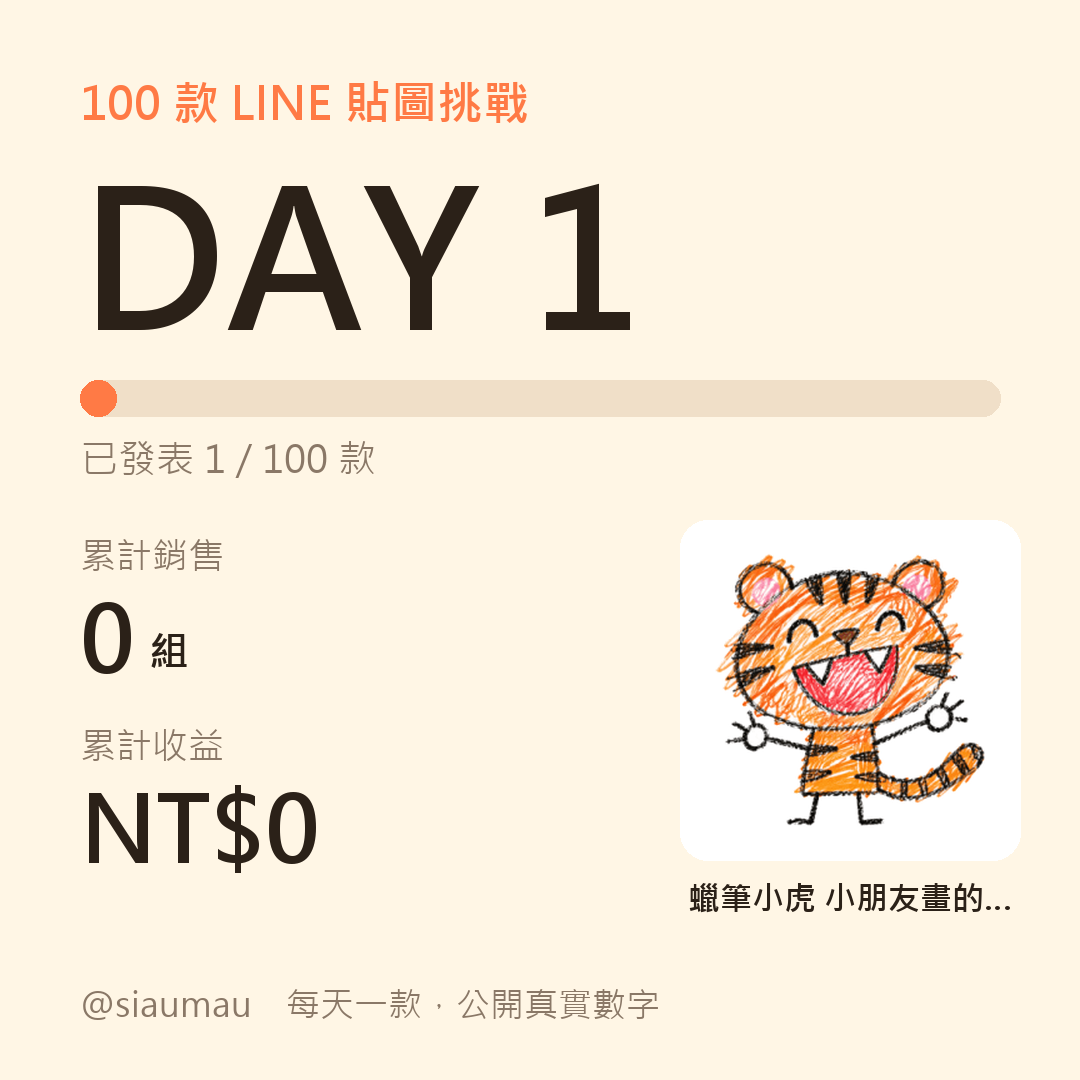 100 款 LINE 貼圖挑戰
DAY 1
已發表 1 / 100 款
累計銷售
0 組
累計收益
NT$0
蠟筆小虎 小朋友畫的...
@siaumau 每天一款，公開真實數字